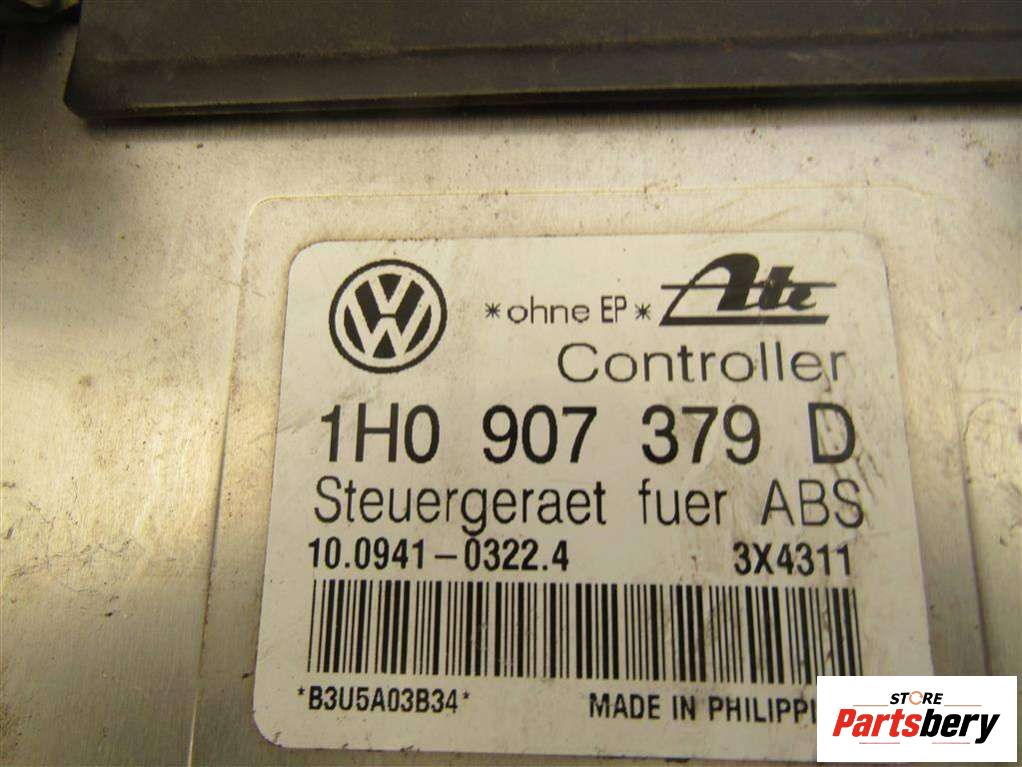 VW *ohne EP* Ate
Controller
1H0 907 379 D
Steuergeraet fuer ABS
10.0941-0322.4 3X4311
*B3U5A03B34* MADE IN PHILIPPI
STORE
Partsbery